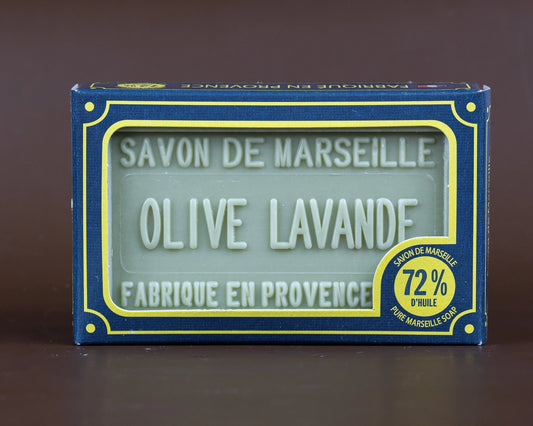 72%
FABRIQUE EN PROVENCE
SAVON DE MARSEILLE
OLIVE LAVANDE
FABRIQUE EN PROVENCE
SAVON DE MARSEILLE
72%
D'HUILE
PURE MARSEILLE SOAP